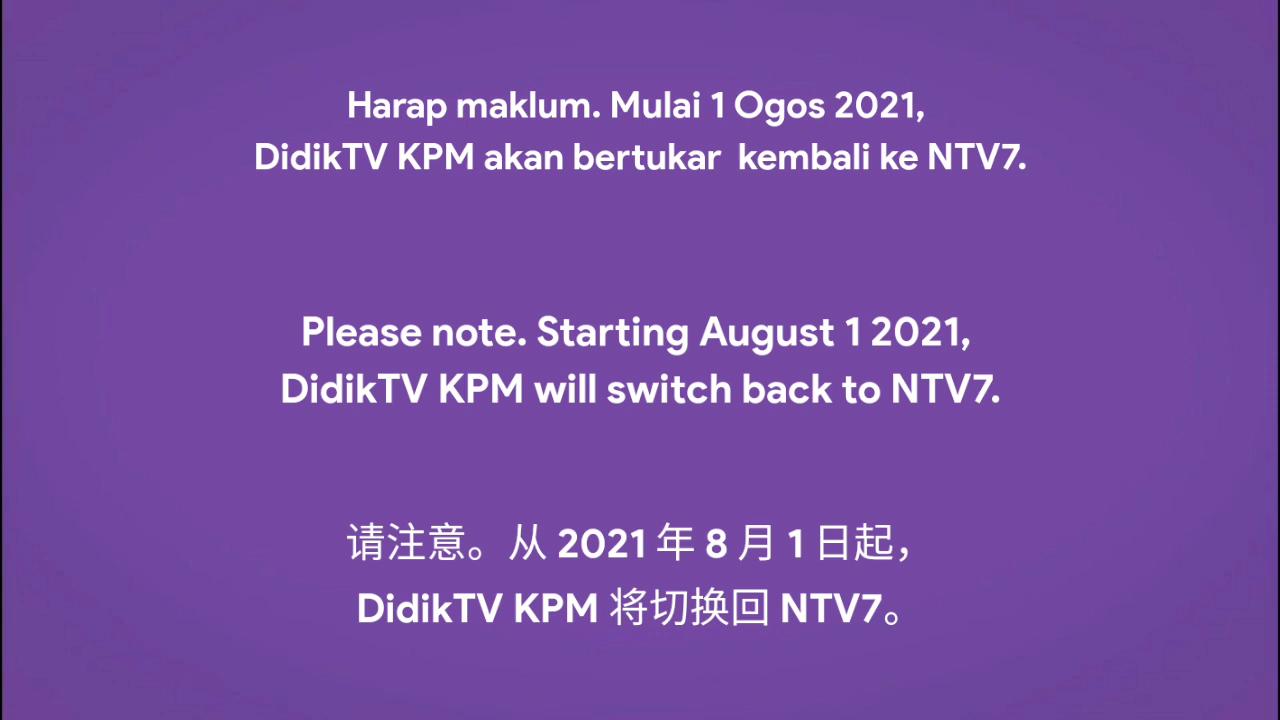 Harap maklum. Mulai 1 Ogos 2021,
DidikTV KPM akan bertukar  kembali ke NTV7.
Please note. Starting August 1 2021,
DidikTV KPM will switch back to NTV7.
请注意。从 2021 年 8 月 1 日起，
DidikTV KPM 将切换回 NTV7。